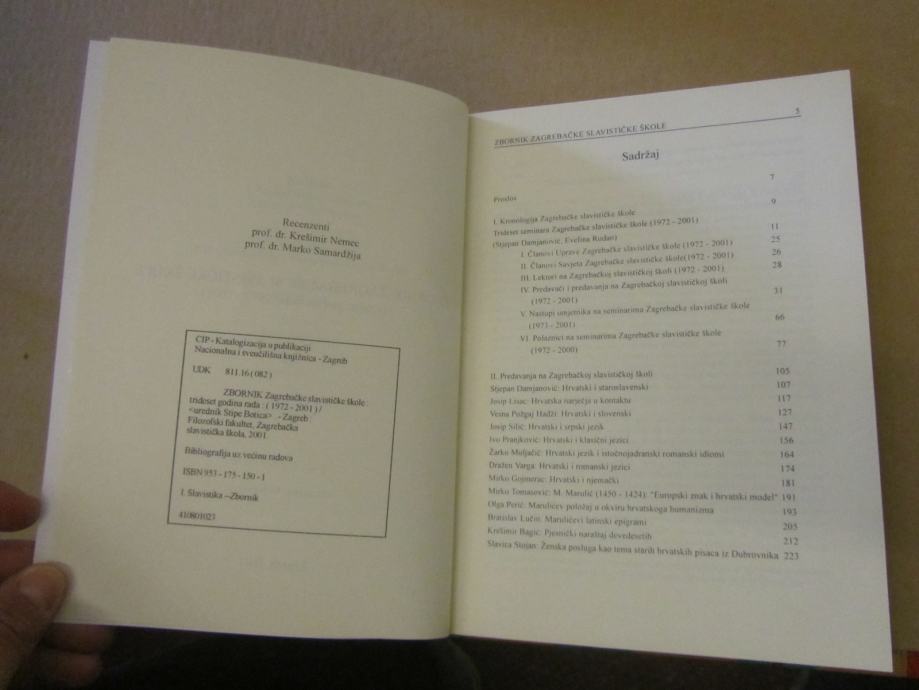 Recenzenti
prof. dr. Krešimir Nemec
prof. dr. Marko Samardžija
CIP - Katalogizacija u publikaciji
Nacionalna i sveučilišna knjižnica - Zagreb
UDK 811.16 (082)
ZBORNIK Zagrebačke slavističke škole :
trideset godina rada : ( 1972 - 2001 ) /
<urednik Stipe Botica> . - Zagreb
Filozofski fakultet, Zagrebačka
slavistička škola, 2001.
Bibliografija uz većinu radova
ISBN 953 - 175 - 150 - 1
I. Slavistika --Zbornik
410801023
5
ZBORNIK ZAGREBAČKE SLAVISTIČKE ŠKOLE
Sadržaj
Proslov 7
I. Kronologija Zagrebačke slavističke škole 9
Trideset seminara Zagrebačke slavističke škole (1972 - 2001)
(Stjepan Damjanović, Evelina Rudan) 11
I. Članovi Uprave Zagrebačke slavističke škole (1972 - 2001) 25
II. Članovi Savjeta Zagrebačke slavističke škole(1972 - 2001) 26
III. Lektori na Zagrebačkoj slavističkoj školi (1972 - 2001) 28
IV. Predavači i predavanja na Zagrebačkoj slavističkoj školi
(1972 - 2001) 31
V. Nastupi umjetnika na seminarima Zagrebačke slavističke škole
(1973 - 2001) 66
VI. Polaznici na seminarima Zagrebačke slavističke škole
(1972 - 2000) 77
II. Predavanja na Zagrebačkoj slavističkoj školi 105
Stjepan Damjanović: Hrvatski i staroslavenski 107
Josip Lisac: Hrvatska narječja u kontaktu 117
Vesna Požgaj Hadži: Hrvatski i slovenski 127
Josip Silić: Hrvatski i srpski jezik 147
Ivo Pranjković: Hrvatski i klasični jezici 156
Žarko Muljačić: Hrvatski jezik i istočnojadranski romanski idiomi 164
Dražen Varga: Hrvatski i romanski jezici 174
Mirko Gojmerac: Hrvatski i njemački 181
Mirko Tomasović: M. Marulić (1450 - 1424): "Europski znak i hrvatski model" 191
Olga Perić: Marulićev položaj u okviru hrvatskoga humanizma 193
Bratislav Lučin: Marulićevi latinski epigrami 205
Krešimir Bagić: Pjesnički naraštaj devedesetih 212
Slavica Stojan: Ženska posluga kao tema starih hrvatskih pisaca iz Dubrovnika 223